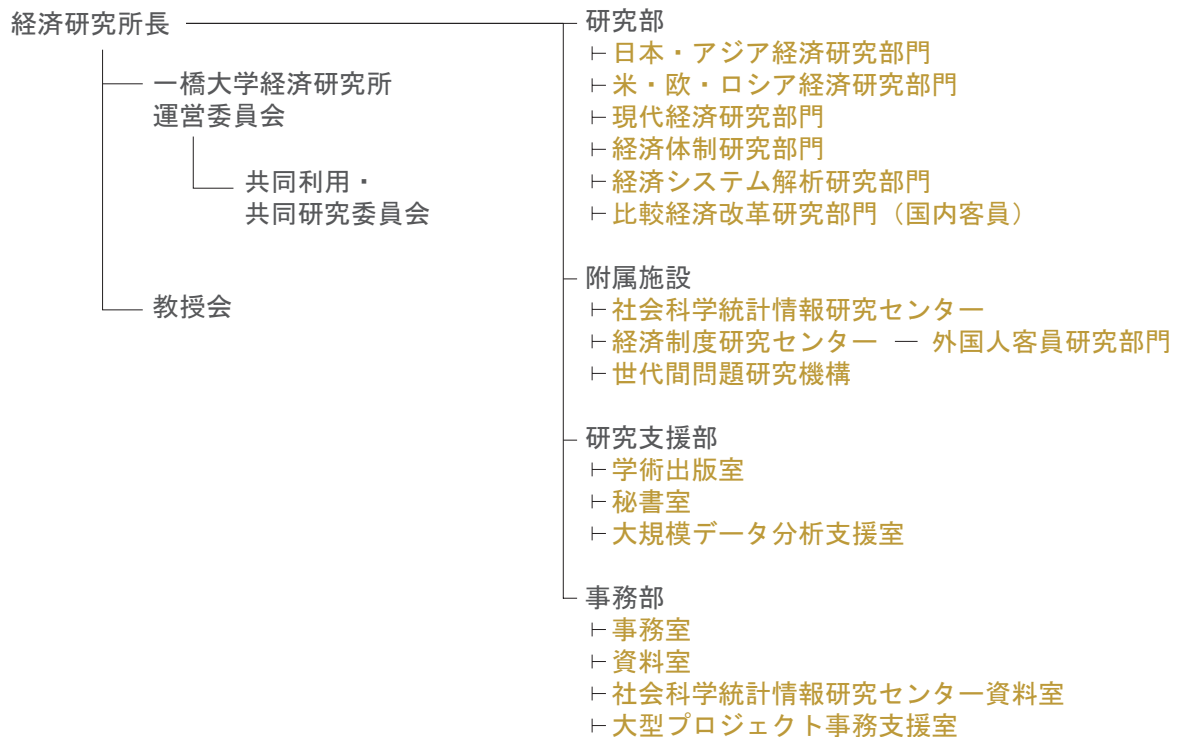 経済研究所長
一橋大学経済研究所
運営委員会
共同利用・
共同研究委員会
教授会
研究部
日本・アジア経済研究部門
米・欧・ロシア経済研究部門
現代経済研究部門
経済体制研究部門
経済システム解析研究部門
比較経済改革研究部門（国内客員）
附属施設
社会科学統計情報研究センター
経済制度研究センター ― 外国人客員研究部門
世代間問題研究機構
研究支援部
学術出版室
秘書室
大規模データ分析支援室
事務部
事務室
資料室
社会科学統計情報研究センター資料室
大型プロジェクト事務支援室